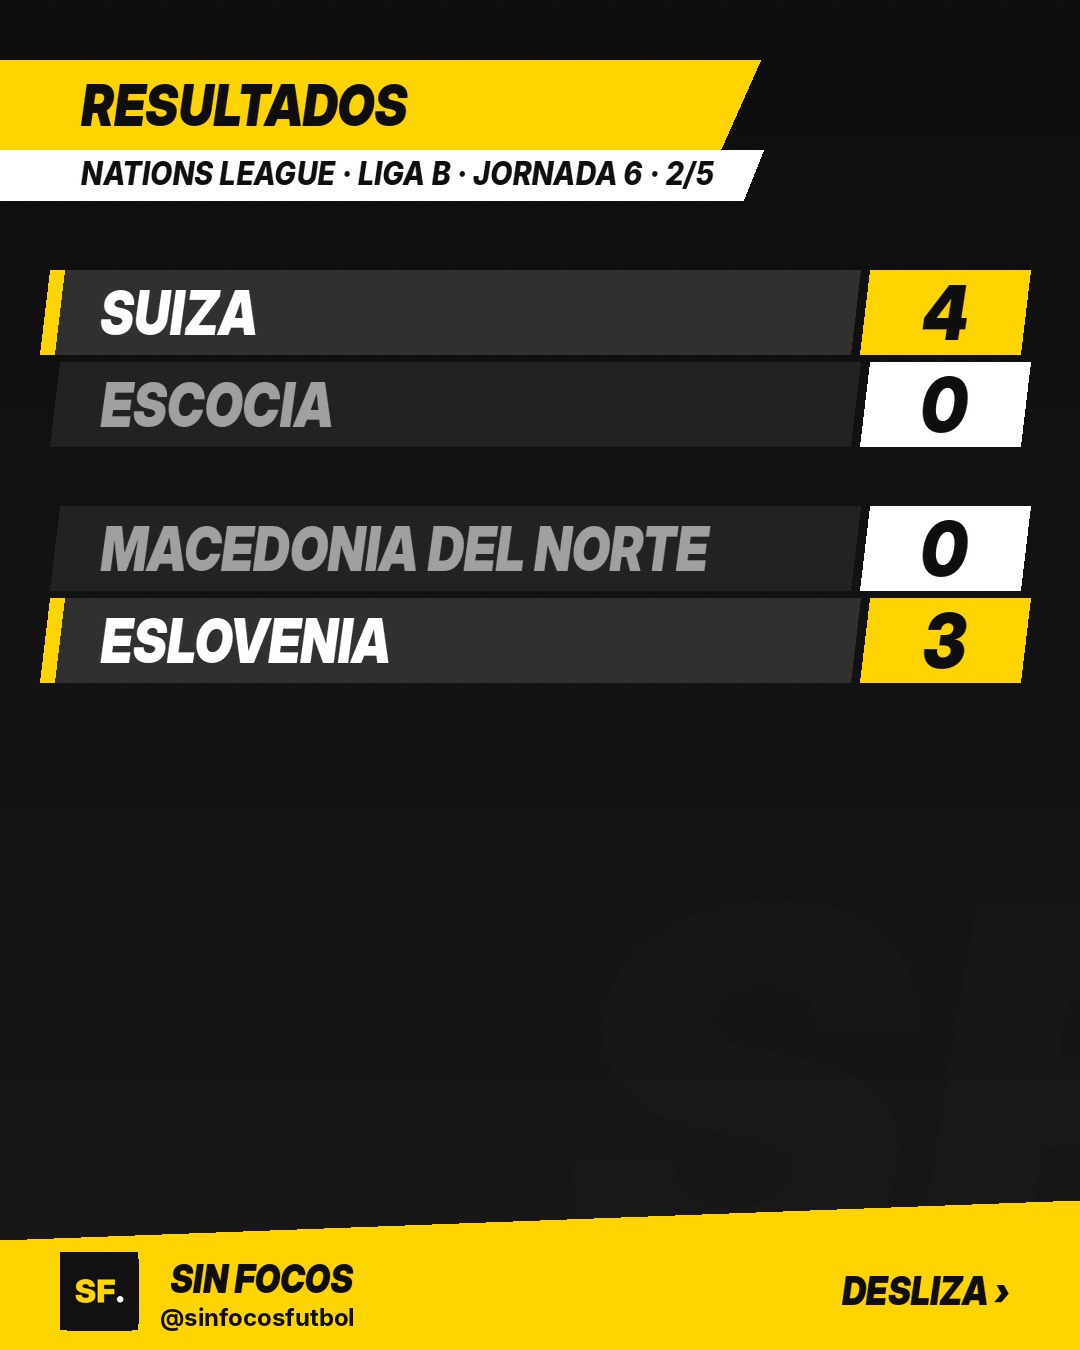 RESULTADOS
NATIONS LEAGUE · LIGA B · JORNADA 6 · 2/5
SUIZA 4
ESCOCIA 0
MACEDONIA DEL NORTE 0
ESLOVENIA 3
SF
SF.
SIN FOCOS
@sinfocosfutbol
DESLIZA ›